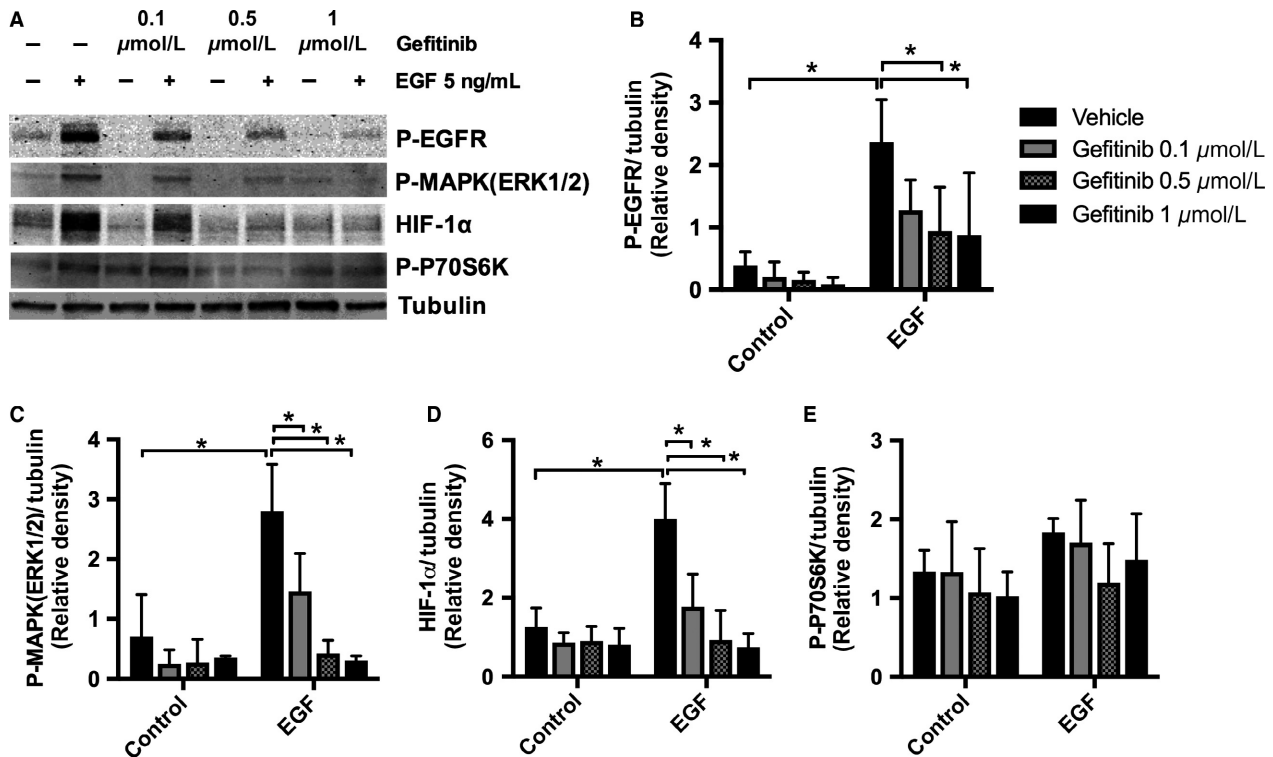 A
0.1 0.5 1
– – µmol/L µmol/L µmol/L Gefitinib
– + – + – + – + EGF 5 ng/mL
P-EGFR
P-MAPK(ERK1/2)
HIF-1α
P-P70S6K
Tubulin
B
P-EGFR/tubulin
(Relative density)
4
3
2
1
0
* * *
Control EGF
Vehicle
Gefitinib 0.1 µmol/L
Gefitinib 0.5 µmol/L
Gefitinib 1 µmol/L
C
P-MAPK(ERK1/2)/tubulin
(Relative density)
4
3
2
1
0
* * * *
Control EGF
D
HIF-1α/tubulin
(Relative density)
6
4
2
0
* * * *
Control EGF
E
P-P70S6K/tubulin
(Relative density)
3
2
1
0
Control EGF